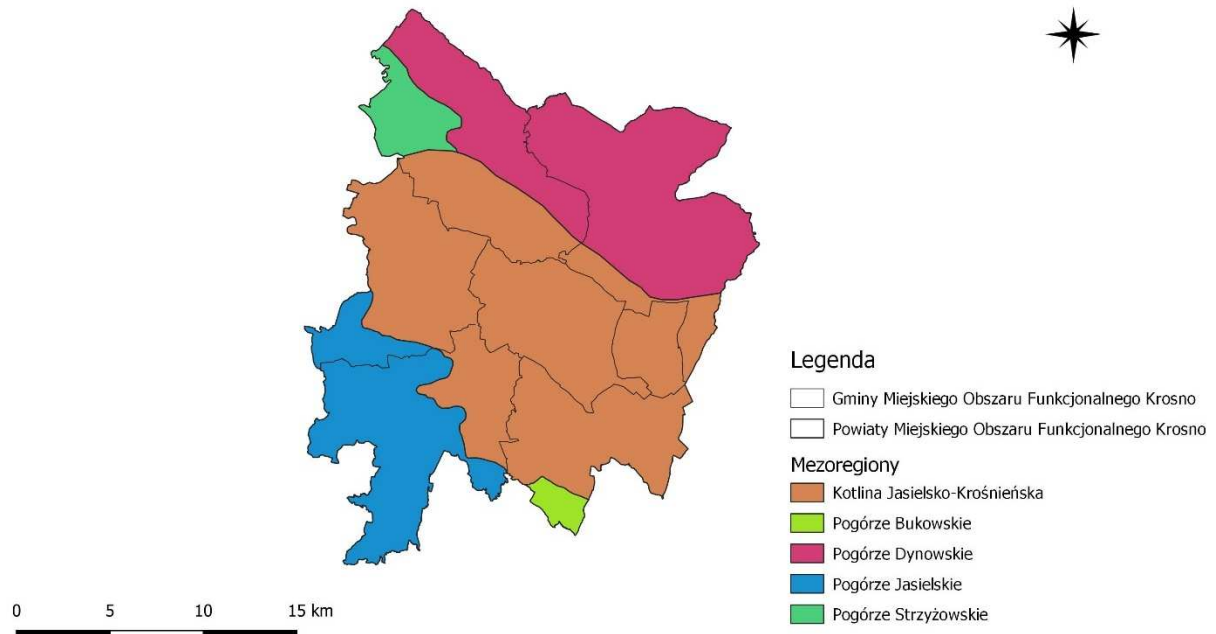 Legenda
Gminy Miejskiego Obszaru Funkcjonalnego Krosno
Powiaty Miejskiego Obszaru Funkcjonalnego Krosno
Mezoregiony
Kotlina Jasielsko-Krośnieńska
Pogórze Bukowskie
Pogórze Dynowskie
Pogórze Jasielskie
Pogórze Strzyżowskie
0 5 10 15 km